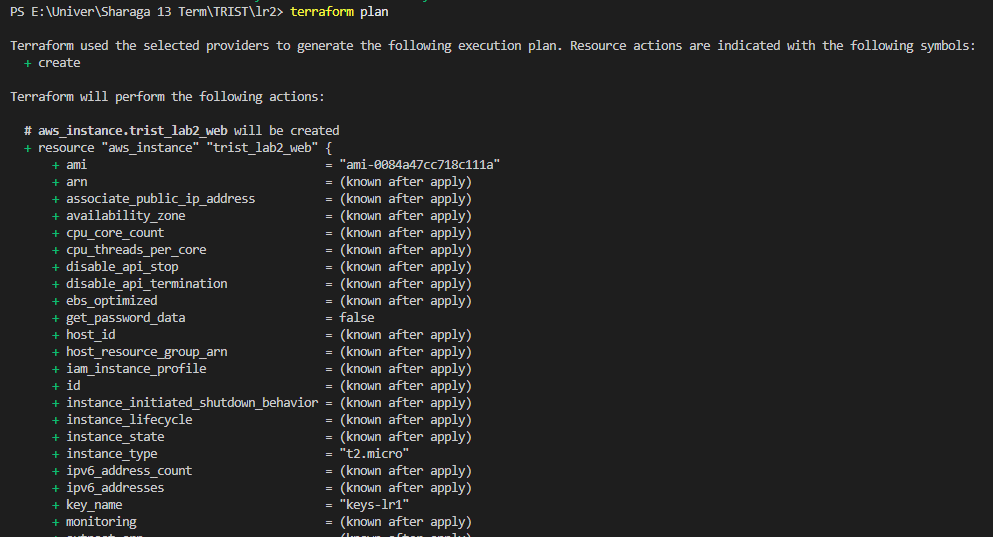 PS E:\Univer\Sharaga 13 Term\TRIST\lr2> terraform plan
Terraform used the selected providers to generate the following execution plan. Resource actions are indicated with the following symbols:
+ create
Terraform will perform the following actions:
# aws_instance.trist_lab2_web will be created
+ resource "aws_instance" "trist_lab2_web" {
+ ami = "ami-0084a47cc718c111a"
+ arn = (known after apply)
+ associate_public_ip_address = (known after apply)
+ availability_zone = (known after apply)
+ cpu_core_count = (known after apply)
+ cpu_threads_per_core = (known after apply)
+ disable_api_stop = (known after apply)
+ disable_api_termination = (known after apply)
+ ebs_optimized = (known after apply)
+ get_password_data = false
+ host_id = (known after apply)
+ host_resource_group_arn = (known after apply)
+ iam_instance_profile = (known after apply)
+ id = (known after apply)
+ instance_initiated_shutdown_behavior = (known after apply)
+ instance_lifecycle = (known after apply)
+ instance_state = (known after apply)
+ instance_type = "t2.micro"
+ ipv6_address_count = (known after apply)
+ ipv6_addresses = (known after apply)
+ key_name = "keys-lr1"
+ monitoring = (known after apply)